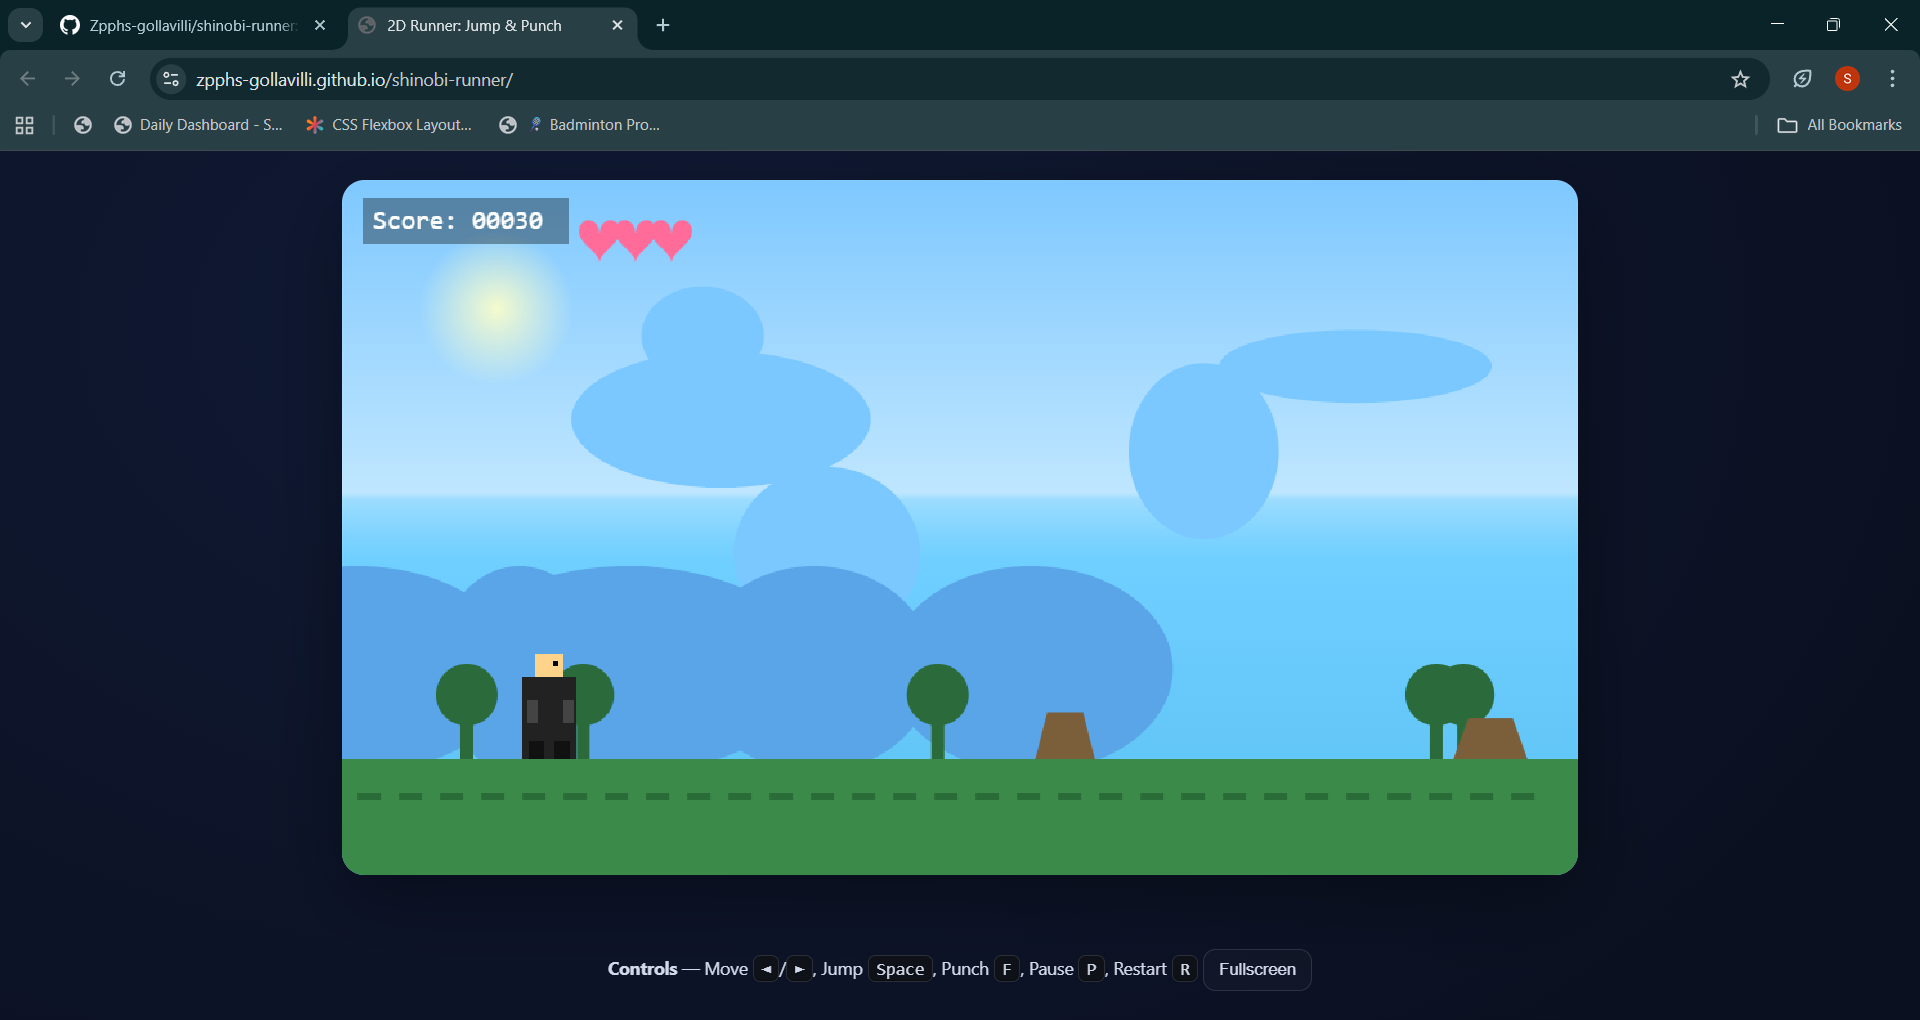 Zpphs-gollavilli/shinobi-runner:
2D Runner: Jump & Punch
zpphs-gollavilli.github.io/shinobi-runner/
S
Daily Dashboard - S...
CSS Flexbox Layout...
Badminton Pro...
All Bookmarks
Score: 00030
Controls — Move ◄/►, Jump Space, Punch F, Pause P, Restart R Fullscreen